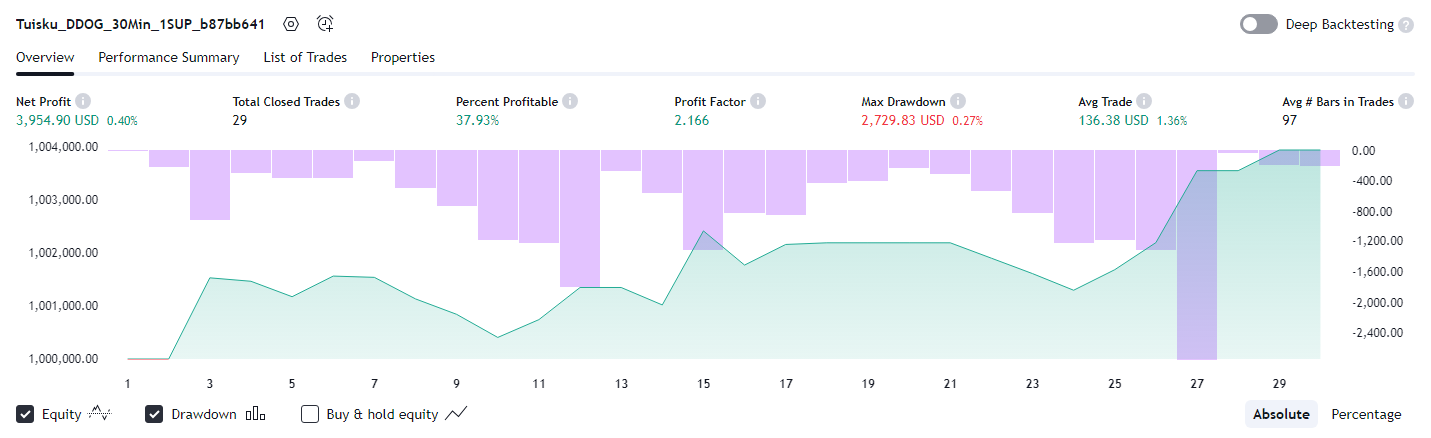 Tuisku_DDOG_30Min_1SUP_b87bb641
Deep Backtesting ?
Overview Performance Summary List of Trades Properties
Net Profit Total Closed Trades Percent Profitable Profit Factor Max Drawdown Avg Trade Avg # Bars in Trades
3,954.90 USD 0.40% 29 37.93% 2.166 2,729.83 USD 0.27% 136.38 USD 1.36% 97
1,004,000.00 0.00
1,003,000.00 -400.00
-800.00
1,002,000.00 -1,200.00
-1,600.00
1,001,000.00 -2,000.00
-2,400.00
1,000,000.00
1 3 5 7 9 11 13 15 17 19 21 23 25 27 29
Equity Drawdown Buy & hold equity Absolute Percentage